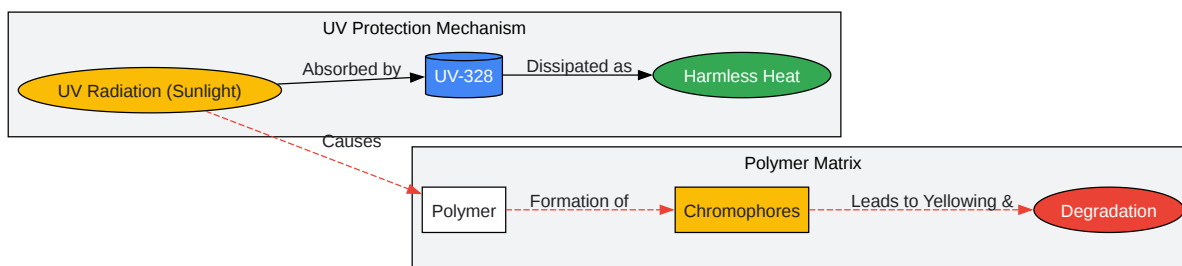 UV Protection Mechanism
UV Radiation (Sunlight)
Absorbed by
UV-328
Dissipated as
Harmless Heat
Causes
Polymer Matrix
Polymer
Formation of
Chromophores
Leads to Yellowing &
Degradation